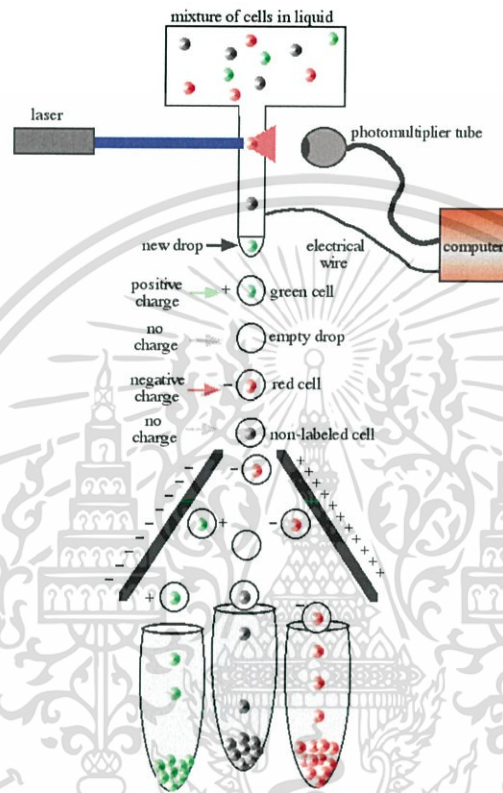 mixture of cells in liquid
laser
photomultiplier tube
computer
new drop
electrical
wire
positive
charge
+
green cell
no
charge
empty drop
negative
charge
-
red cell
no
charge
non-labeled cell